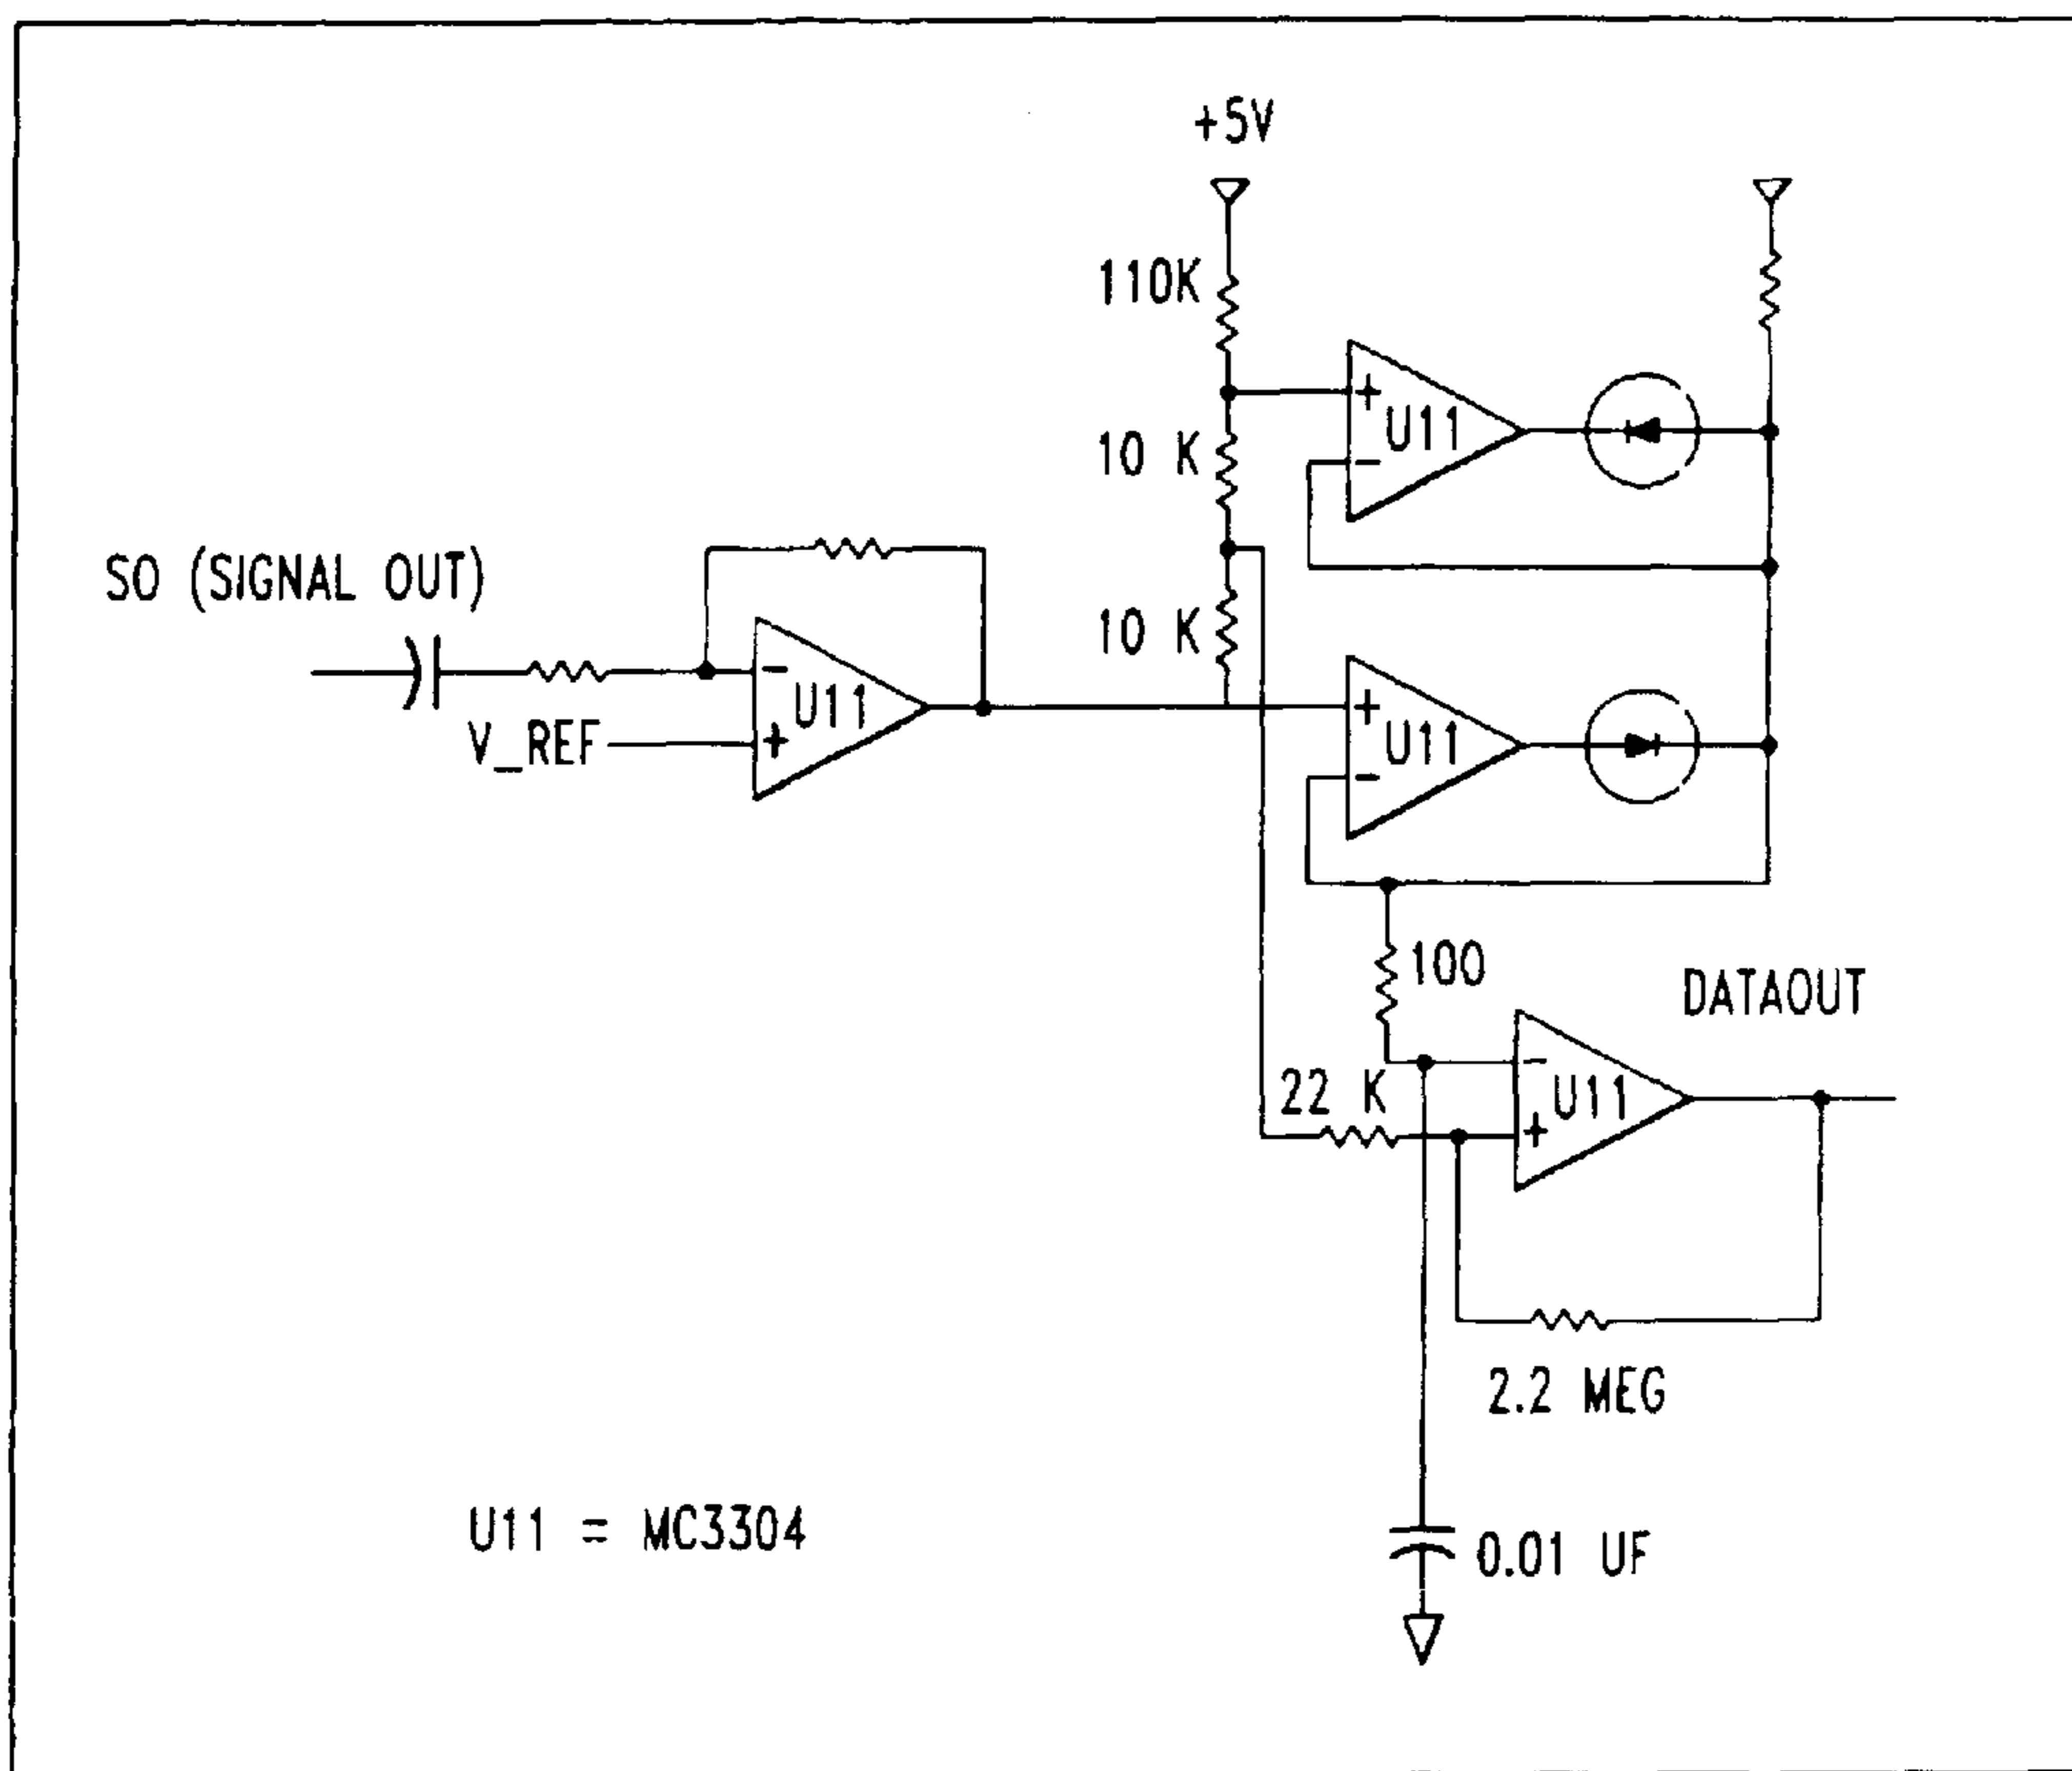 +5V
110K
+
U11
-
10 K
SO (SIGNAL OUT)
10 K
-
U11
+
V_REF
+
U11
-
100
DATAOUT
22 K
-
U11
+
2.2 MEG
U11 = MC3304
0.01 UF